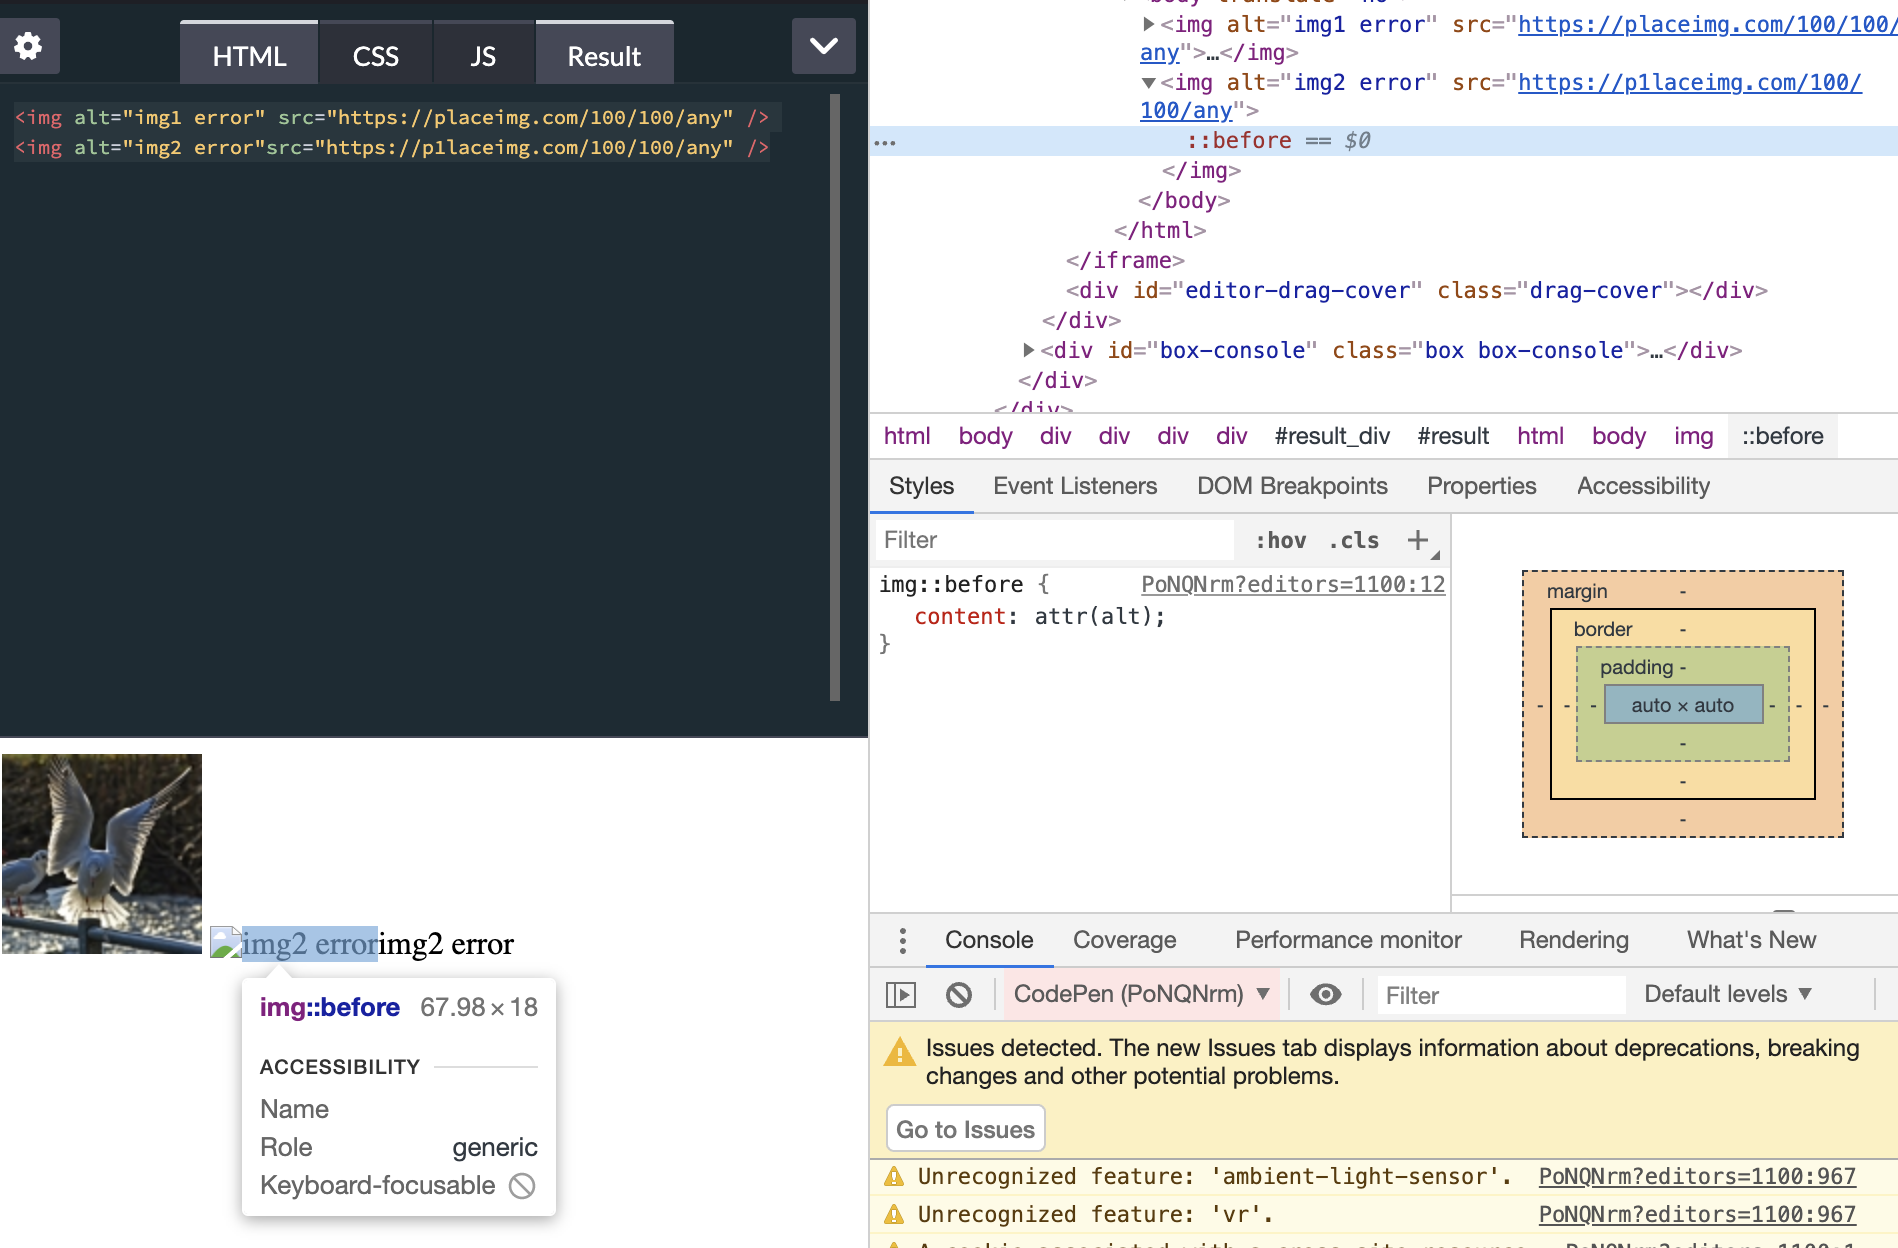 HTML CSS JS Result
<img alt="img1 error" src="https://placeimg.com/100/100/any" />
<img alt="img2 error"src="https://p1laceimg.com/100/100/any" />
img2 errorimg2 error
img::before 67.98 × 18
ACCESSIBILITY
Name
Role generic
Keyboard-focusable
<img alt="img1 error" src="https://placeimg.com/100/100/
any">…</img>
<img alt="img2 error" src="https://p1laceimg.com/100/
100/any">
… ::before == $0
</img>
</body>
</html>
</iframe>
<div id="editor-drag-cover" class="drag-cover"></div>
</div>
<div id="box-console" class="box box-console">…</div>
</div>
</div>
html body div div div div #result_div #result html body img ::before
Styles Event Listeners DOM Breakpoints Properties Accessibility
Filter :hov .cls +
img::before { PoNQNrm?editors=1100:12
content: attr(alt);
}
margin -
border -
padding -
- - - auto × auto - - -
-
-
-
Console Coverage Performance monitor Rendering What's New
CodePen (PoNQNrm) ▼ Filter Default levels ▼
Issues detected. The new Issues tab displays information about deprecations, breaking
changes and other potential problems.
Go to Issues
Unrecognized feature: 'ambient-light-sensor'. PoNQNrm?editors=1100:967
Unrecognized feature: 'vr'. PoNQNrm?editors=1100:967